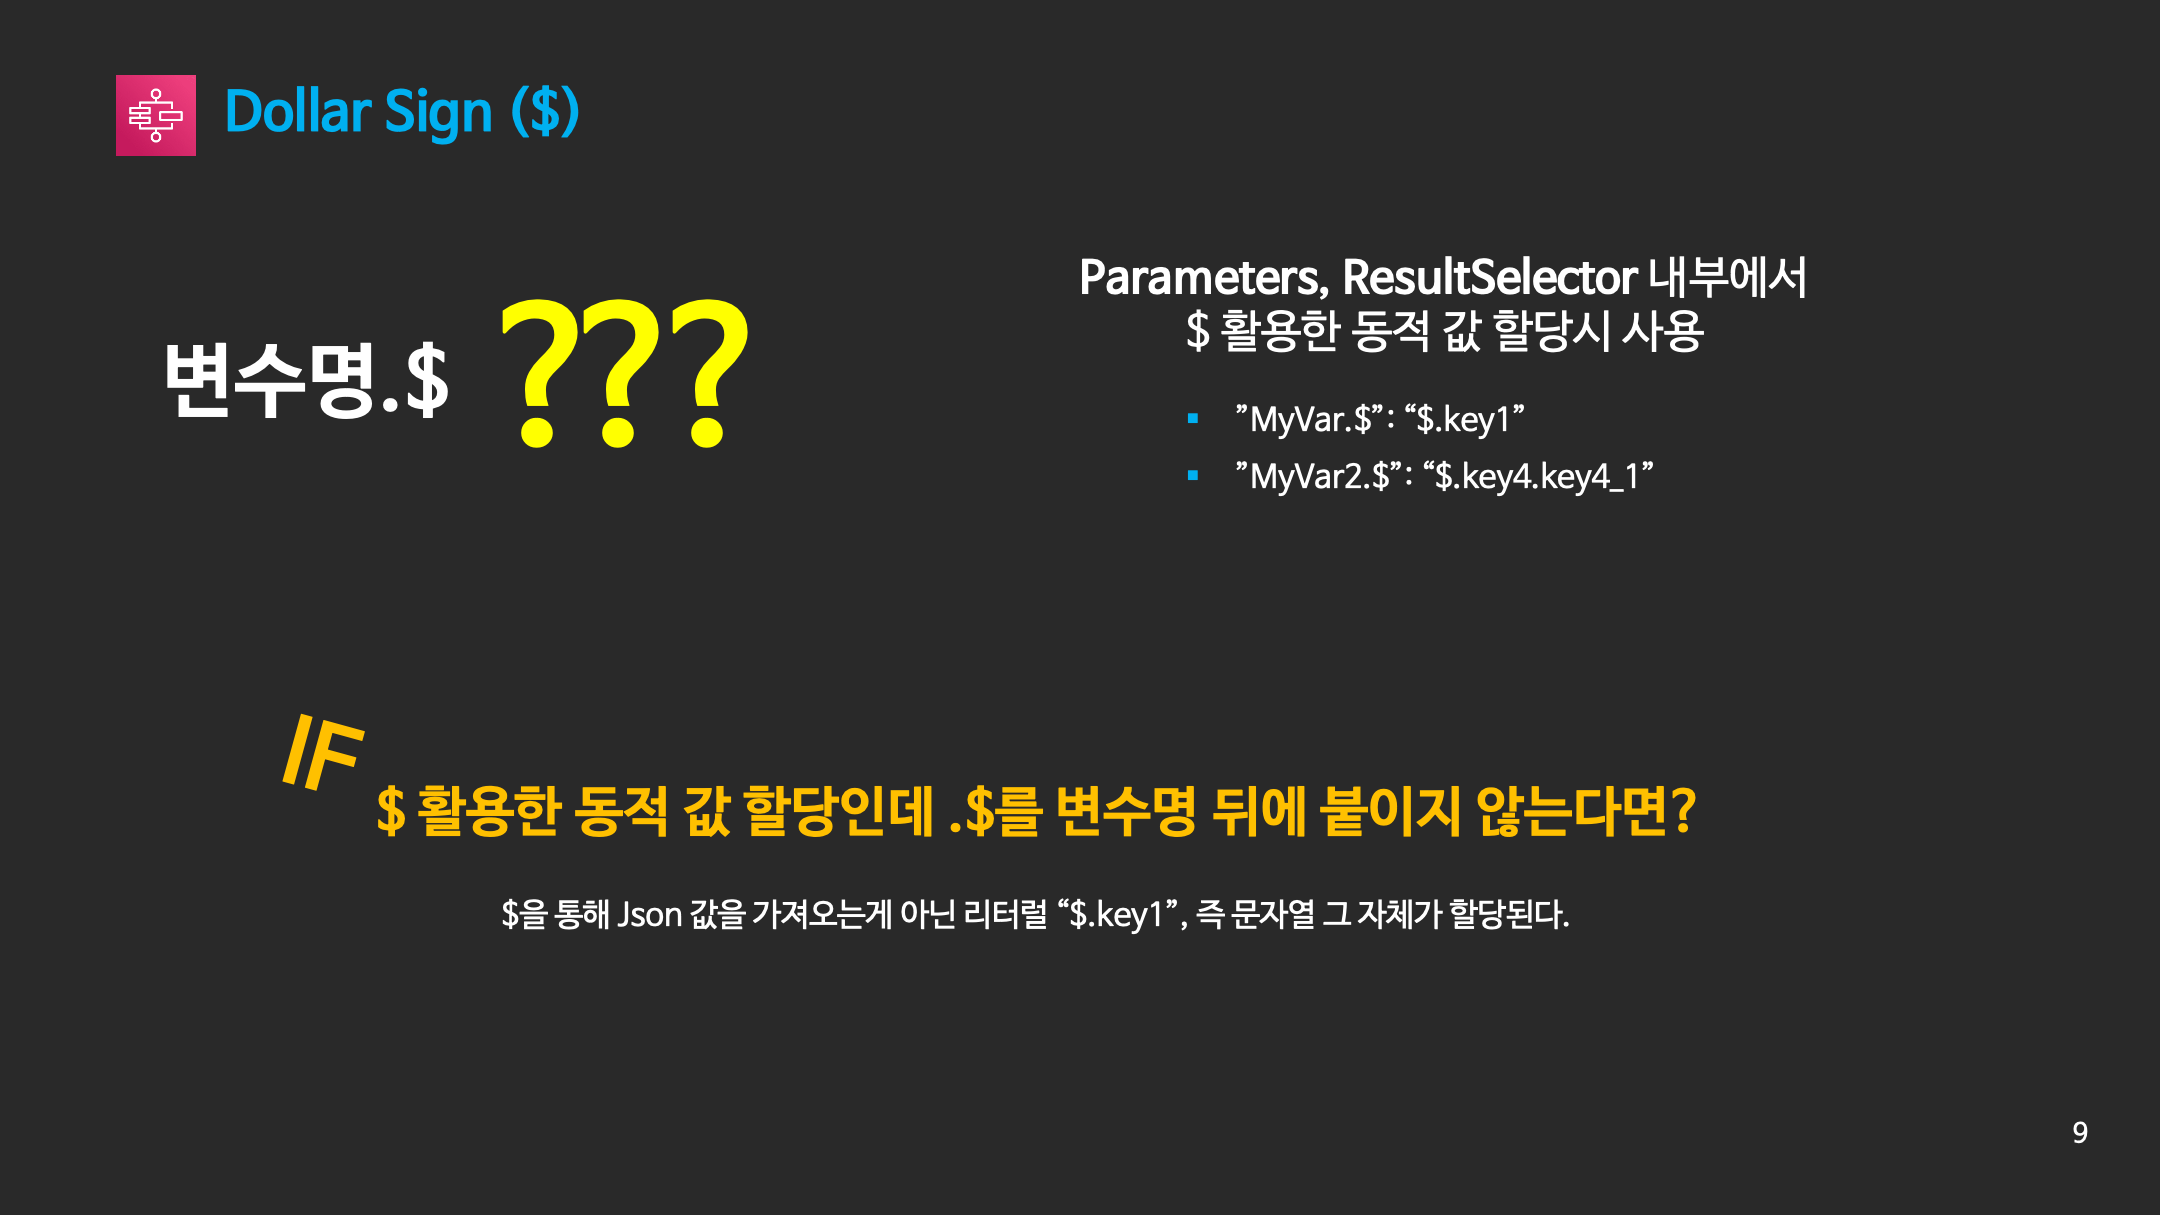 Dollar Sign ($)
변수명.$ ???
Parameters, ResultSelector 내부에서
$ 활용한 동적 값 할당시 사용
”MyVar.$”: “$.key1”
”MyVar2.$”: “$.key4.key4_1”
IF
$ 활용한 동적 값 할당인데 .$를 변수명 뒤에 붙이지 않는다면?
$을 통해 Json 값을 가져오는게 아닌 리터럴 “$.key1”, 즉 문자열 그 자체가 할당된다.
9